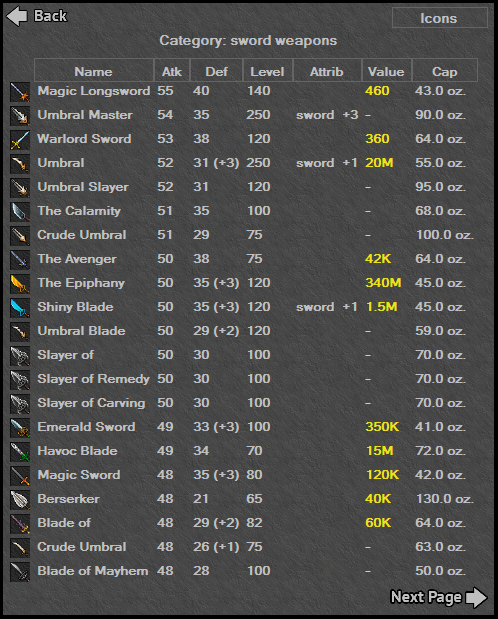 Back
Icons
Category: sword weapons
Name Atk Def Level Attrib Value Cap
Magic Longsword 55 40 140 460 43.0 oz.
Umbral Master 54 35 250 sword +3 - 90.0 oz.
Warlord Sword 53 38 120 360 64.0 oz.
Umbral 52 31 (+3) 250 sword +1 20M 55.0 oz.
Umbral Slayer 52 31 120 - 95.0 oz.
The Calamity 51 35 100 - 68.0 oz.
Crude Umbral 51 29 75 - 100.0 oz.
The Avenger 50 38 75 42K 64.0 oz.
The Epiphany 50 35 (+3) 120 340M 45.0 oz.
Shiny Blade 50 35 (+3) 120 sword +1 1.5M 45.0 oz.
Umbral Blade 50 29 (+2) 120 - 59.0 oz.
Slayer of 50 30 100 - 70.0 oz.
Slayer of Remedy 50 30 100 - 70.0 oz.
Slayer of Carving 50 30 100 - 70.0 oz.
Emerald Sword 49 33 (+3) 100 350K 41.0 oz.
Havoc Blade 49 34 70 15M 72.0 oz.
Magic Sword 48 35 (+3) 80 120K 42.0 oz.
Berserker 48 21 65 40K 130.0 oz.
Blade of 48 29 (+2) 82 60K 64.0 oz.
Crude Umbral 48 26 (+1) 75 - 63.0 oz.
Blade of Mayhem 48 28 100 - 50.0 oz.
Next Page